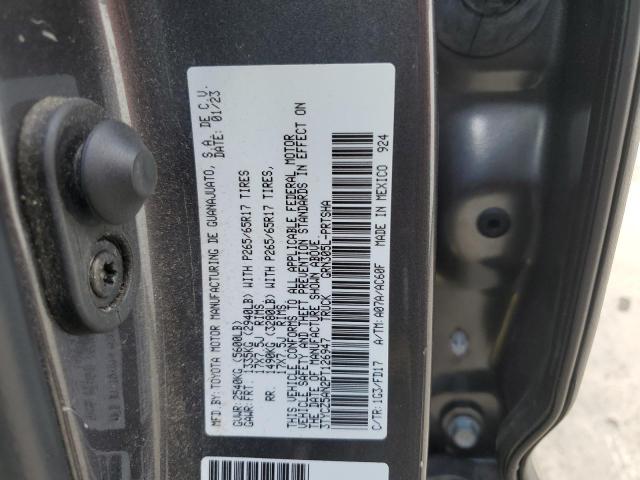 MFD.BY:TOYOTA MOTOR MANUFACTURING DE GUANAJUATO, S.A. DE C.V.
DATE: 01/23
GVWR:2540KG(5600LB)
GAWR:FRT. 1335KG (2940LB) WITH P265/65R17 TIRES
17X7.5J RIMS
RR. 1490KG (3280LB) WITH P265/65R17 TIRES,
17X7.5J RIMS
THIS VEHICLE CONFORMS TO ALL APPLICABLE FEDERAL MOTOR
VEHICLE SAFETY AND THEFT PREVENTION STANDARDS IN EFFECT ON
THE DATE OF MANUFACTURE SHOWN ABOVE.
3TYCZ5AN2PT126947 TRUCK GRN305L-PRTSHA
C/TR:1G3/FD17 A/TM:A07A/AC60F MADE IN MEXICO 924